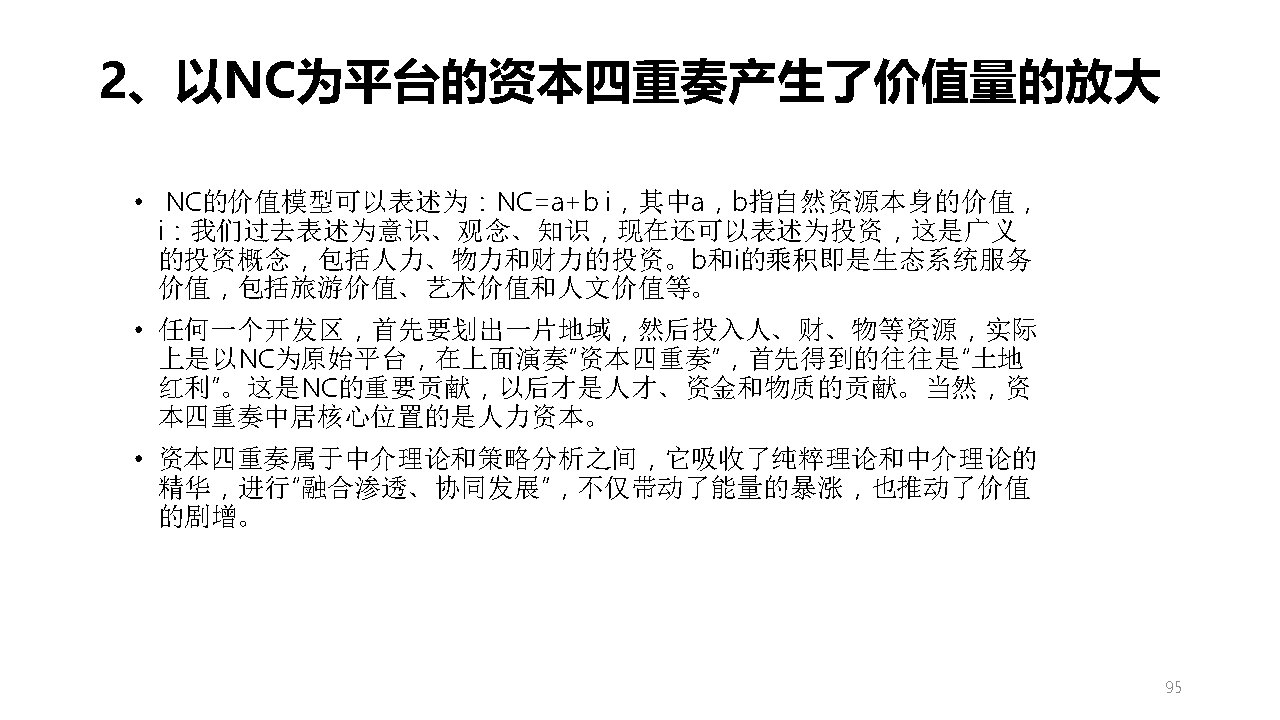 2、以NC为平台的资本四重奏产生了价值量的放大
• NC的价值模型可以表述为：NC=a+b i，其中a，b指自然资源本身的价值，
i：我们过去表述为意识、观念、知识，现在还可以表述为投资，这是广义
的投资概念，包括人力、物力和财力的投资。b和i的乘积即是生态系统服务
价值，包括旅游价值、艺术价值和人文价值等。
• 任何一个开发区，首先要划出一片地域，然后投入人、财、物等资源，实际
上是以NC为原始平台，在上面演奏"资本四重奏"，首先得到的往往是"土地
红利"。这是NC的重要贡献，以后才是人才、资金和物质的贡献。当然，资
本四重奏中居核心位置的是人力资本。
• 资本四重奏属于中介理论和策略分析之间，它吸收了纯粹理论和中介理论的
精华，进行"融合渗透、协同发展"，不仅带动了能量的暴涨，也推动了价值
的剧增。
95